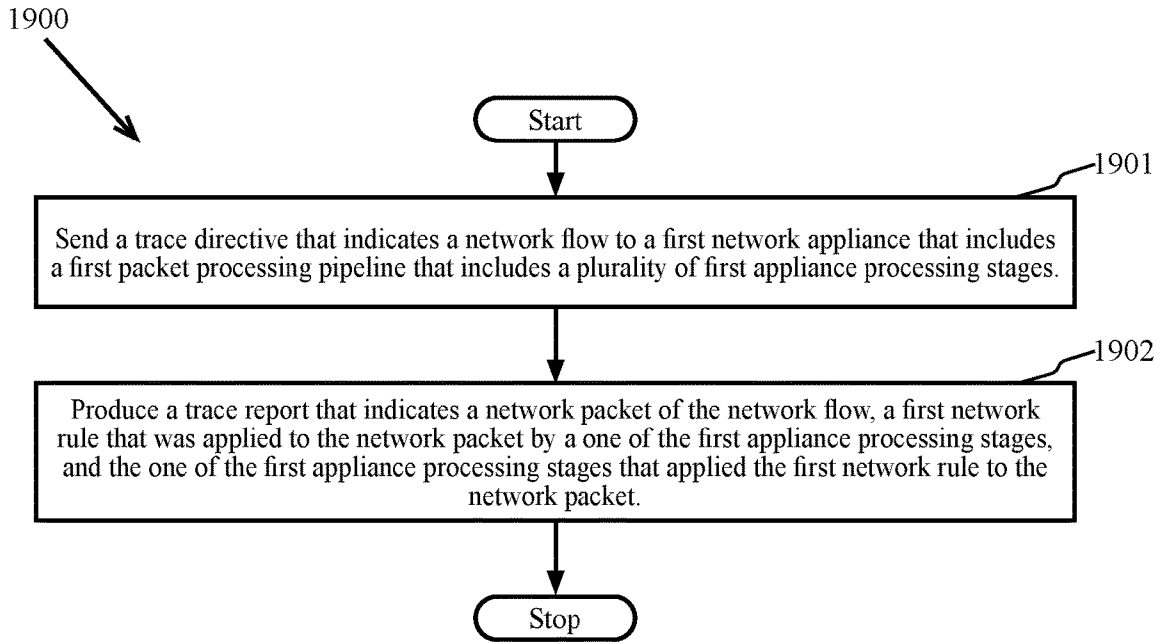 1900
Start
1901
Send a trace directive that indicates a network flow to a first network appliance that includes
a first packet processing pipeline that includes a plurality of first appliance processing stages.
1902
Produce a trace report that indicates a network packet of the network flow, a first network
rule that was applied to the network packet by a one of the first appliance processing stages,
and the one of the first appliance processing stages that applied the first network rule to the
network packet.
Stop